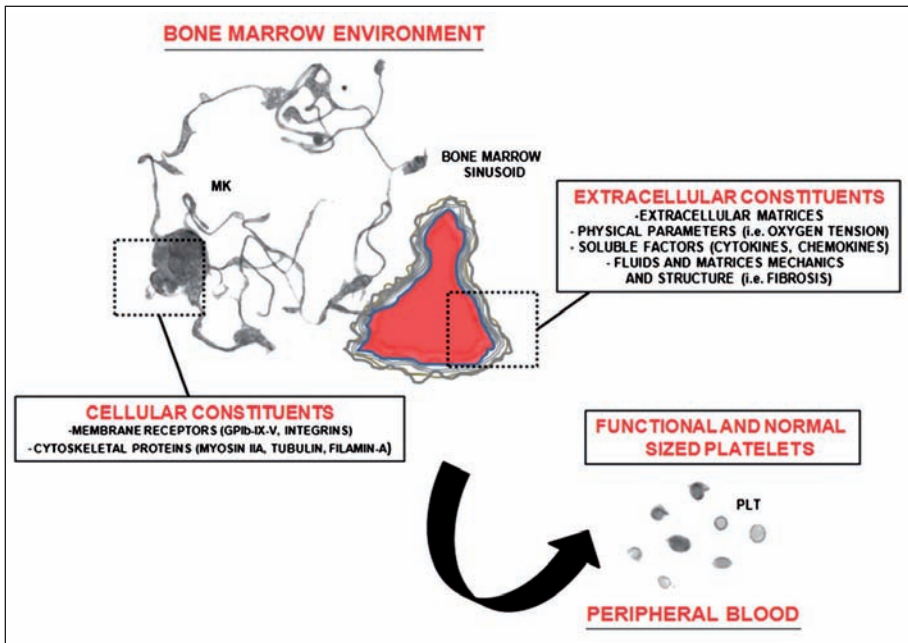 BONE MARROW ENVIRONMENT
MK
BONE MARROW
SINUSOID
EXTRACELLULAR CONSTITUENTS
-EXTRACELLULAR MATRICES
- PHYSICAL PARAMETERS (i.e. OXYGEN TENSION)
- SOLUBLE FACTORS (CYTOKINES, CHEMOKINES)
- FLUIDS AND MATRICES MECHANICS
AND STRUCTURE (i.e. FIBROSIS)
CELLULAR CONSTITUENTS
-MEMBRANE RECEPTORS (GPIb-IX-V, INTEGRINS)
- CYTOSKELETAL PROTEINS (MYOSIN IIA, TUBULIN, FILAMIN-A)
FUNCTIONAL AND NORMAL
SIZED PLATELETS
PLT
PERIPHERAL BLOOD